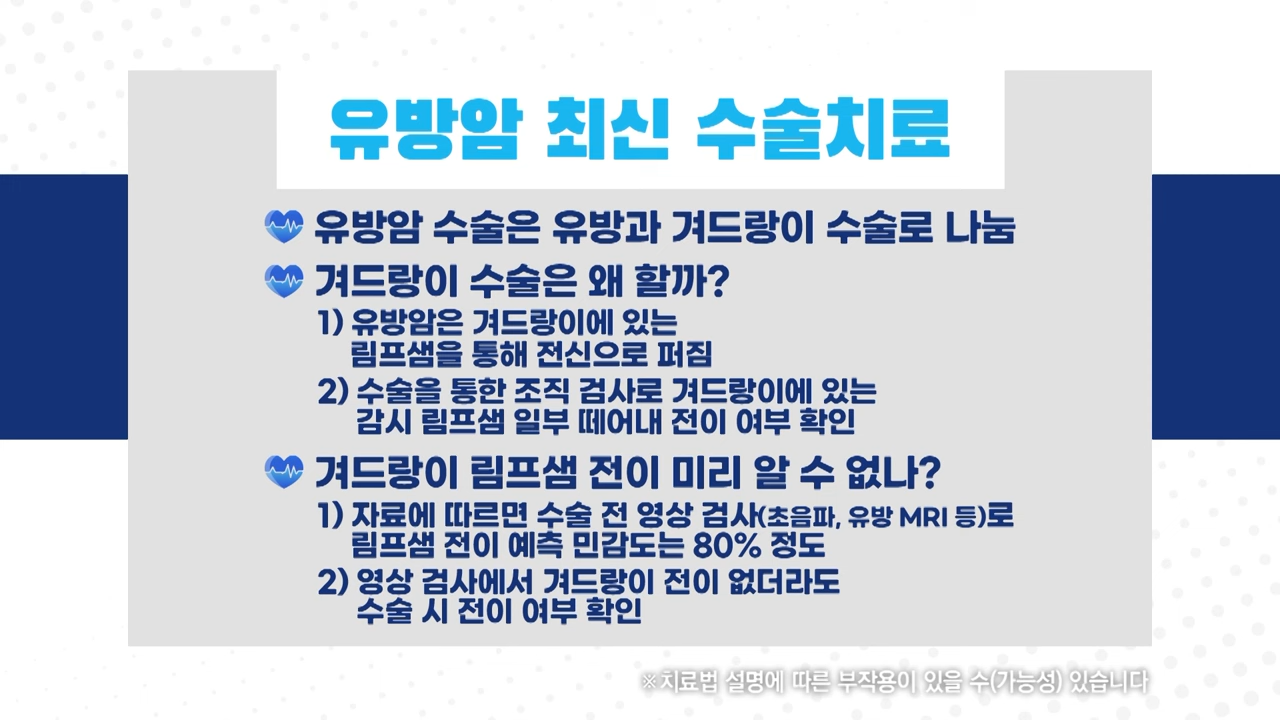 유방암 최신 수술치료
유방암 수술은 유방과 겨드랑이 수술로 나눔
겨드랑이 수술은 왜 할까?
1) 유방암은 겨드랑이에 있는
림프샘을 통해 전신으로 퍼짐
2) 수술을 통한 조직 검사로 겨드랑이에 있는
감시 림프샘 일부 떼어내 전이 여부 확인
겨드랑이 림프샘 전이 미리 알 수 없나?
1) 자료에 따르면 수술 전 영상 검사(초음파, 유방 MRI 등)로
림프샘 전이 예측 민감도는 80% 정도
2) 영상 검사에서 겨드랑이 전이 없더라도
수술 시 전이 여부 확인
※치료법 설명에 따른 부작용이 있을 수(가능성) 있습니다